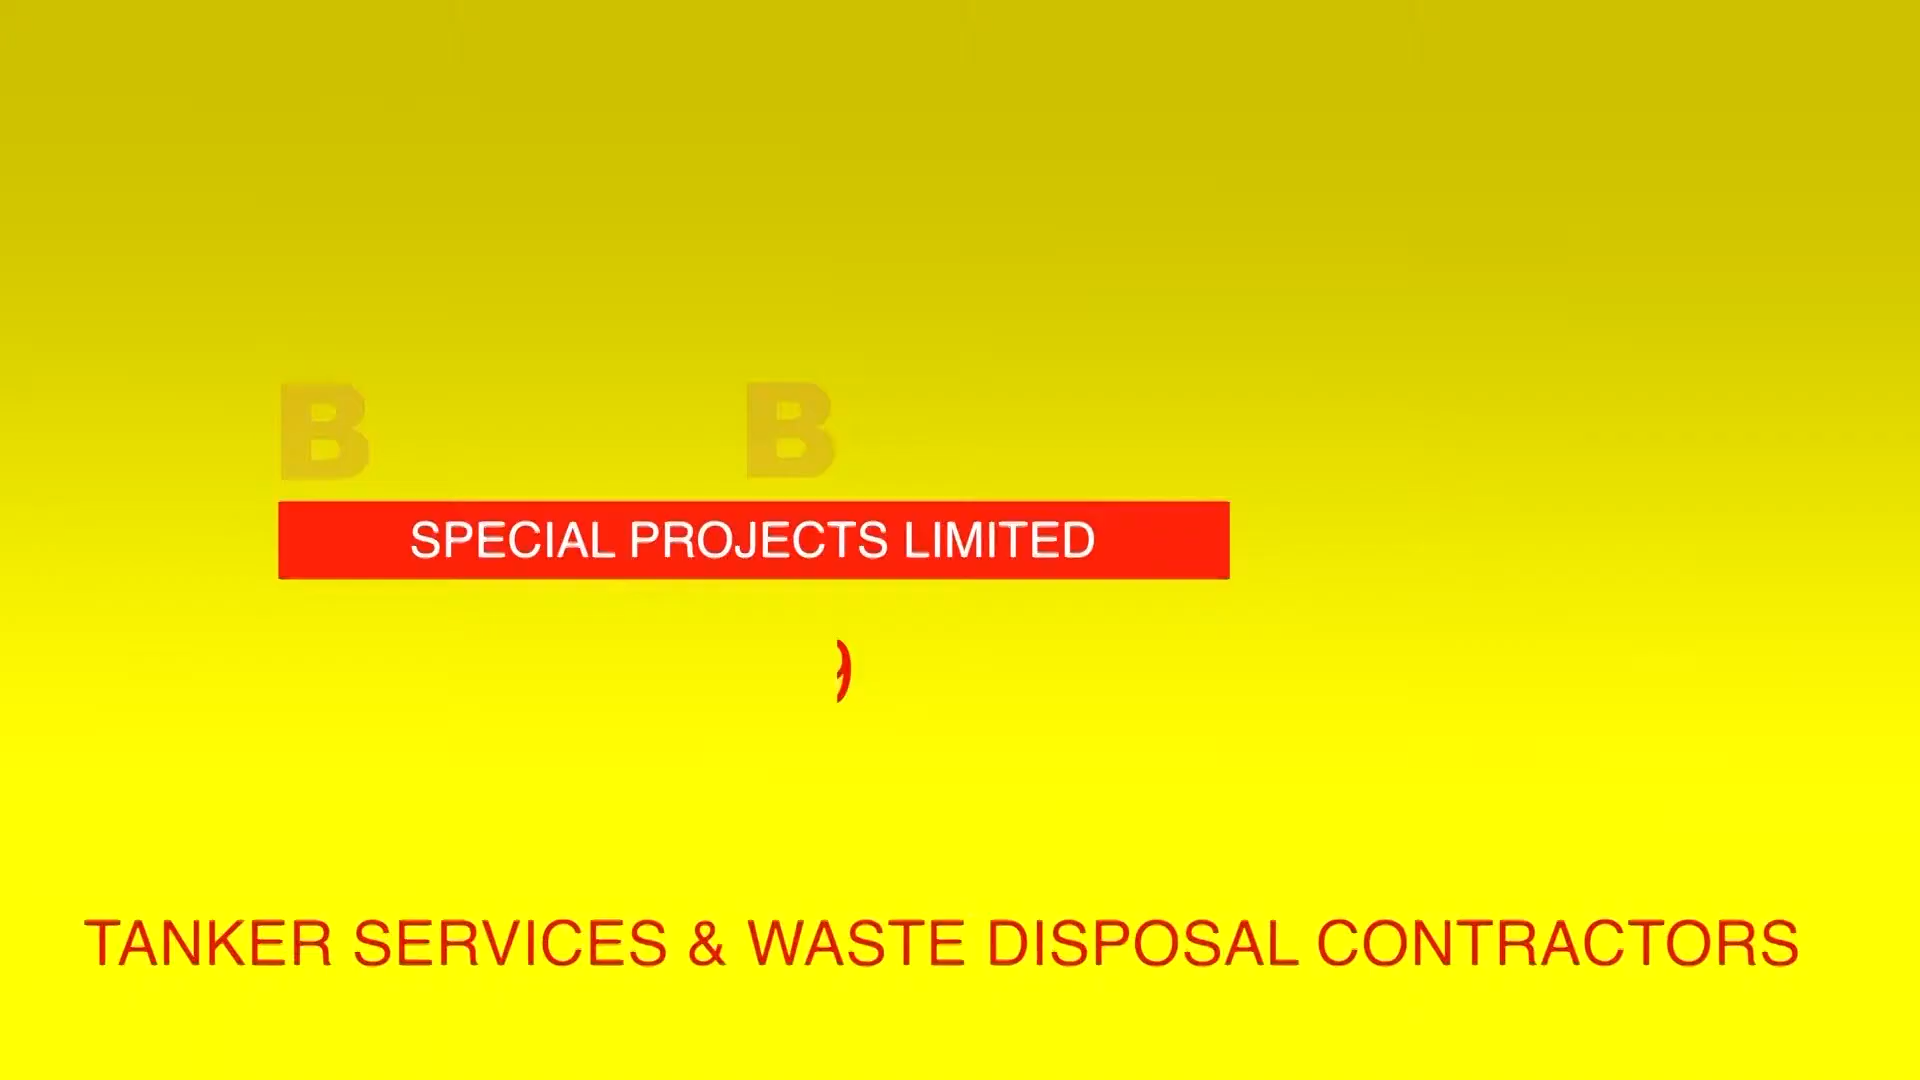 B B
SPECIAL PROJECTS LIMITED
TANKER SERVICES & WASTE DISPOSAL CONTRACTORS